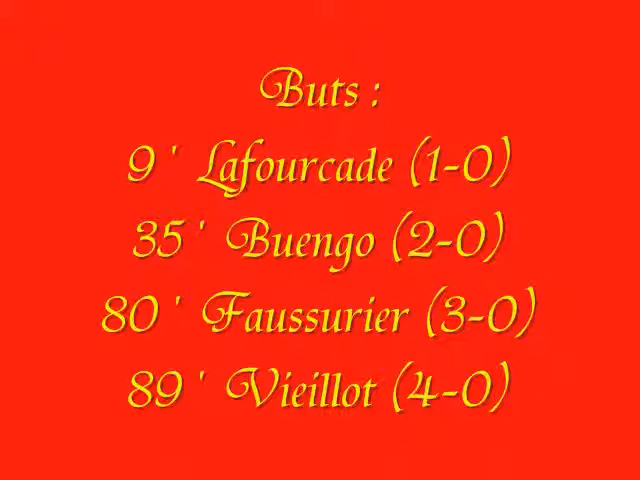 Buts :
9 ' Lafourcade (1-0)
35 ' Buengo (2-0)
80 ' Faussurier (3-0)
89 ' Vieillot (4-0)